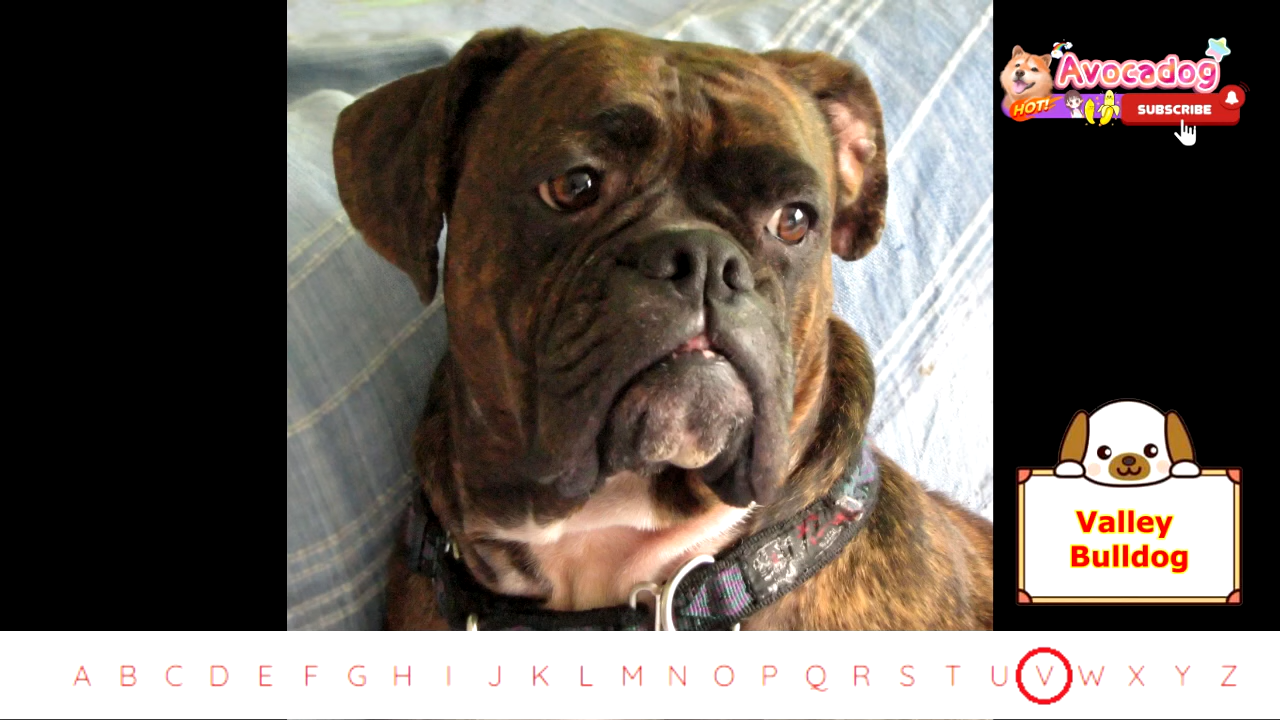 Avocadog
HOT!
SUBSCRIBE
Valley
Bulldog
A B C D E F G H I J K L M N O P Q R S T U V W X Y Z